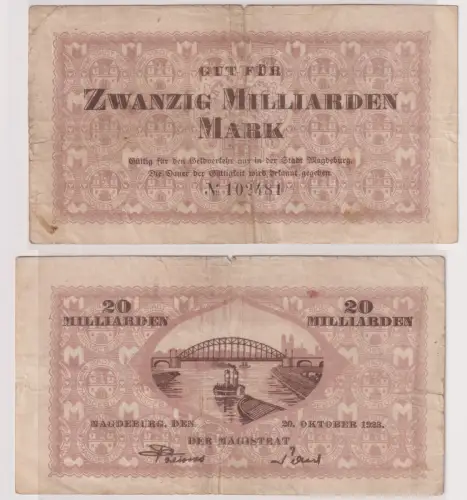 GUT FÜR
ZWANZIG MILLIARDEN
MARK
Gültig für den Geldverkehr nur in der Stadt Magdeburg.
Die Dauer der Gültigkeit wird bekannt gegeben
№ 102481
20 20
MILLIARDEN MILLIARDEN
MAGDEBURG, DEN 20. OKTOBER 1923.
DER MAGISTRAT